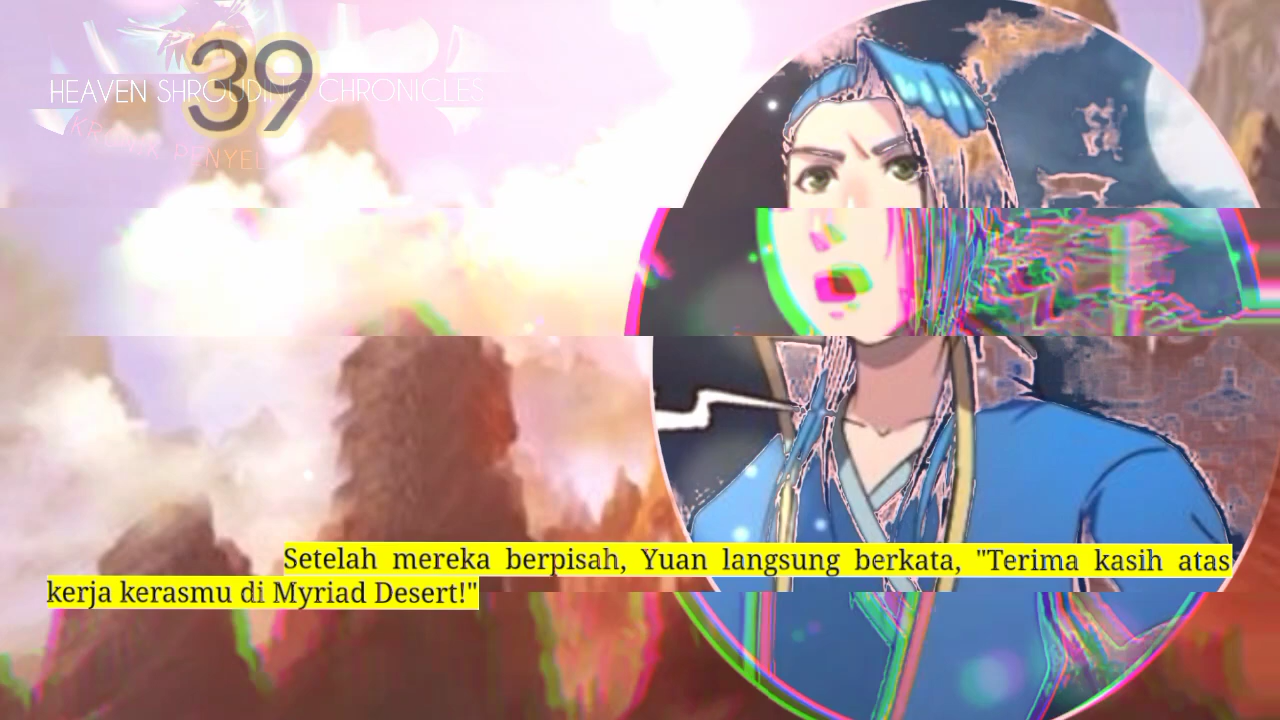 39
HEAVEN SHROUDING CHRONICLES
Setelah mereka berpisah, Yuan langsung berkata, "Terima kasih atas
kerja kerasmu di Myriad Desert!"